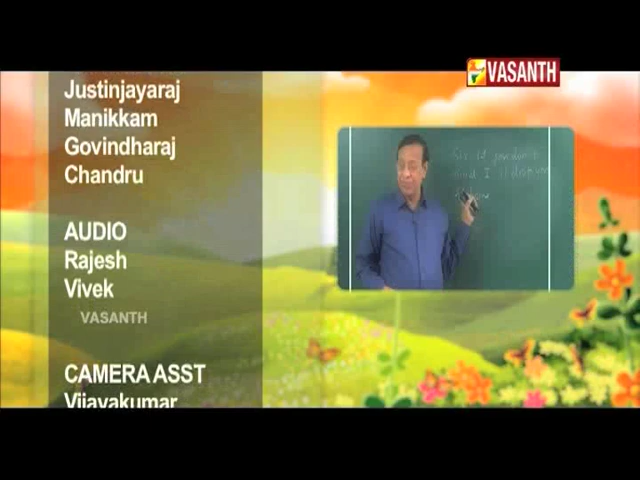 VASANTH
Justinjayaraj
Manikkam
Govindharaj
Chandru
AUDIO
Rajesh
Vivek
VASANTH
CAMERA ASST
Vijayakumar